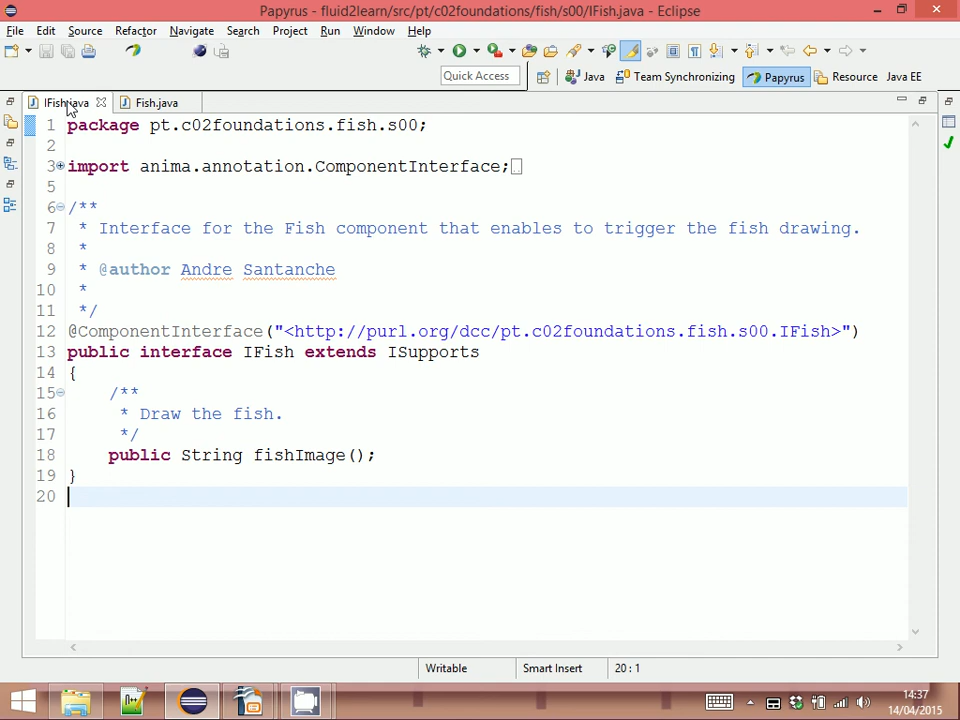 Papyrus - fluid2learn/src/pt/c02foundations/fish/s00/IFish.java - Eclipse
File Edit Source Refactor Navigate Search Project Run Window Help
Quick Access Java Team Synchronizing Papyrus Resource Java EE
IFish.java Fish.java
1 package pt.c02foundations.fish.s00;
2
3 import anima.annotation.ComponentInterface;
5
6 /**
7 * Interface for the Fish component that enables to trigger the fish drawing.
8 *
9 * @author Andre Santanche
10 *
11 */
12 @ComponentInterface("<http://purl.org/dcc/pt.c02foundations.fish.s00.IFish>")
13 public interface IFish extends ISupports
14 {
15 /**
16 * Draw the fish.
17 */
18 public String fishImage();
19 }
20
Writable Smart Insert 20 : 1
14:37
14/04/2015